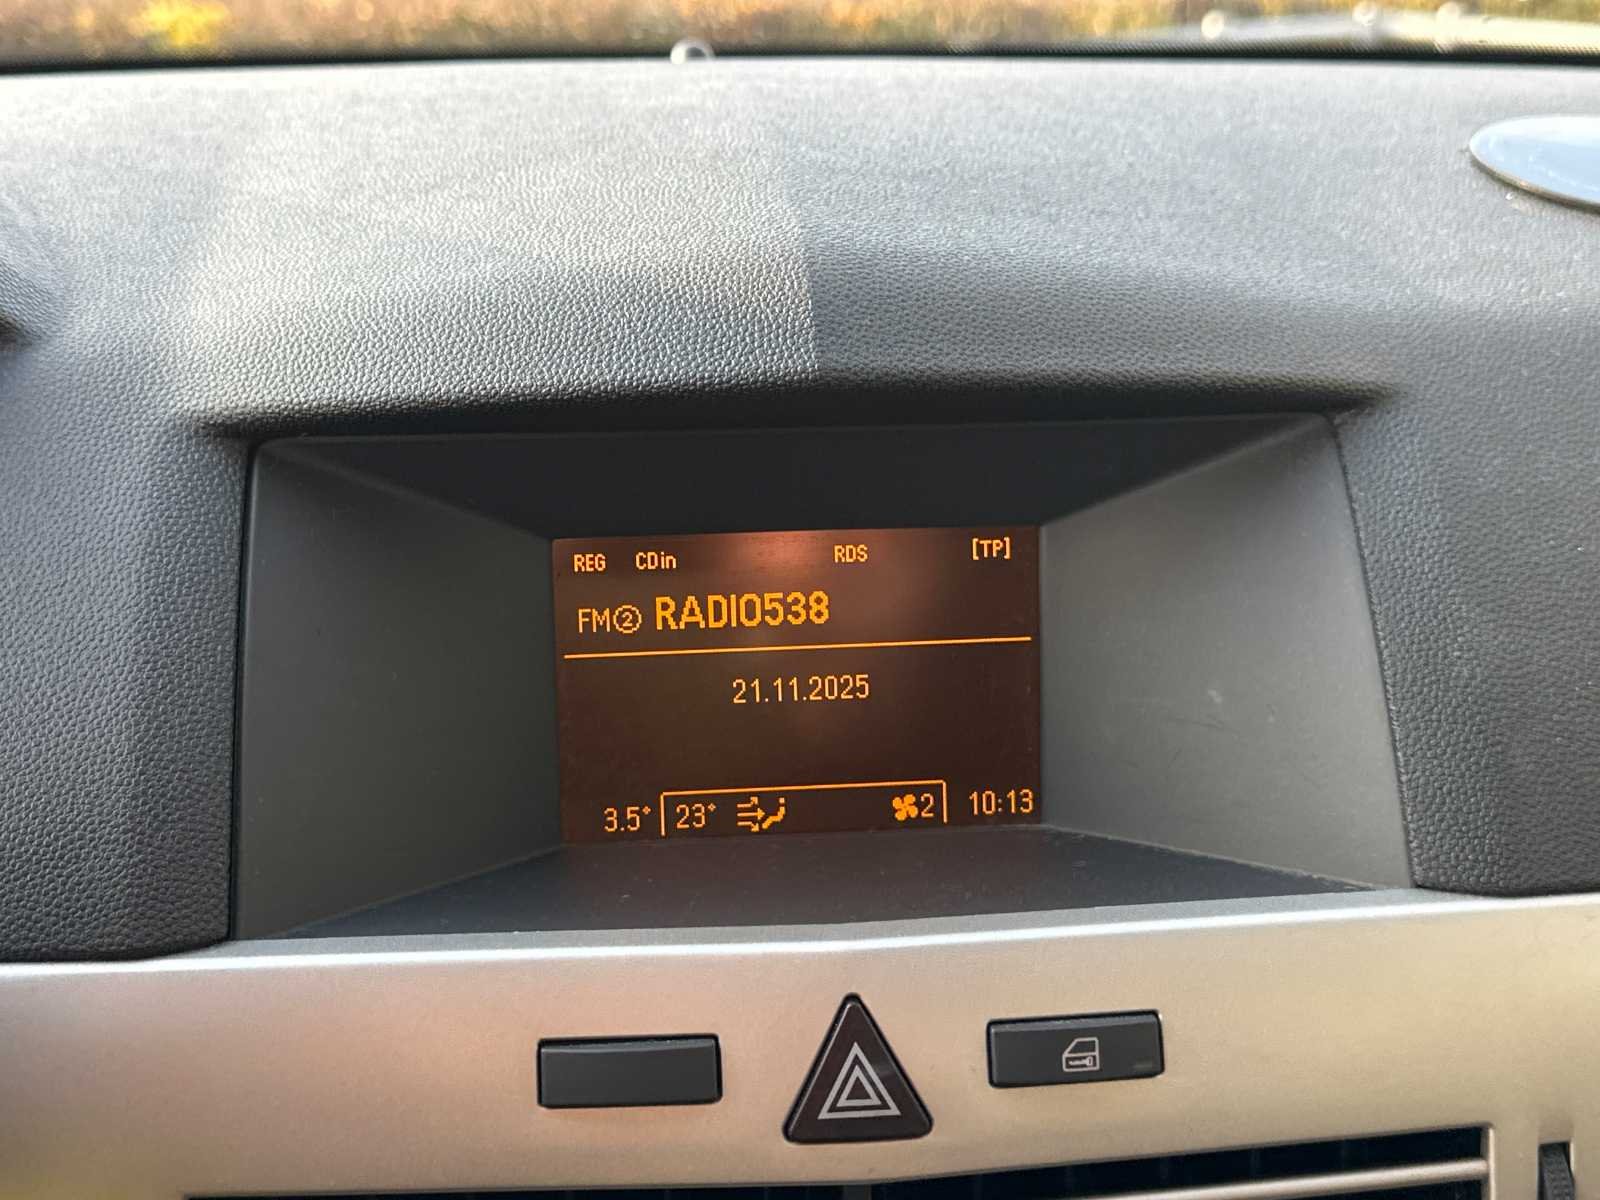 REG CDin RDS [TP]
FM② RADIO538
21.11.2025
3.5° 23° 2 10:13